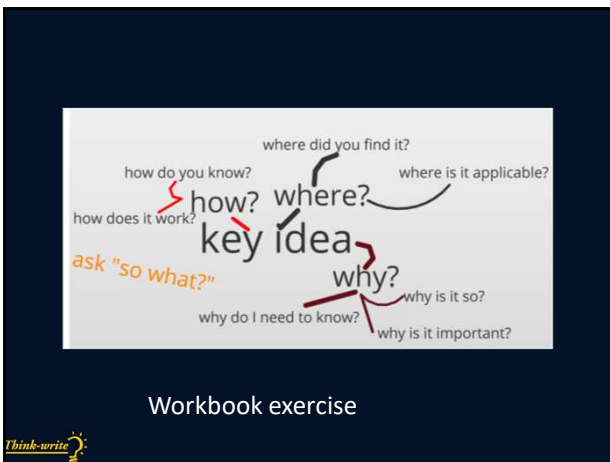 where did you find it?
how do you know?
where is it applicable?
how?
where?
how does it work?
key idea
ask "so what?"
why?
why is it so?
why do I need to know?
why is it important?
Workbook exercise
Think-write